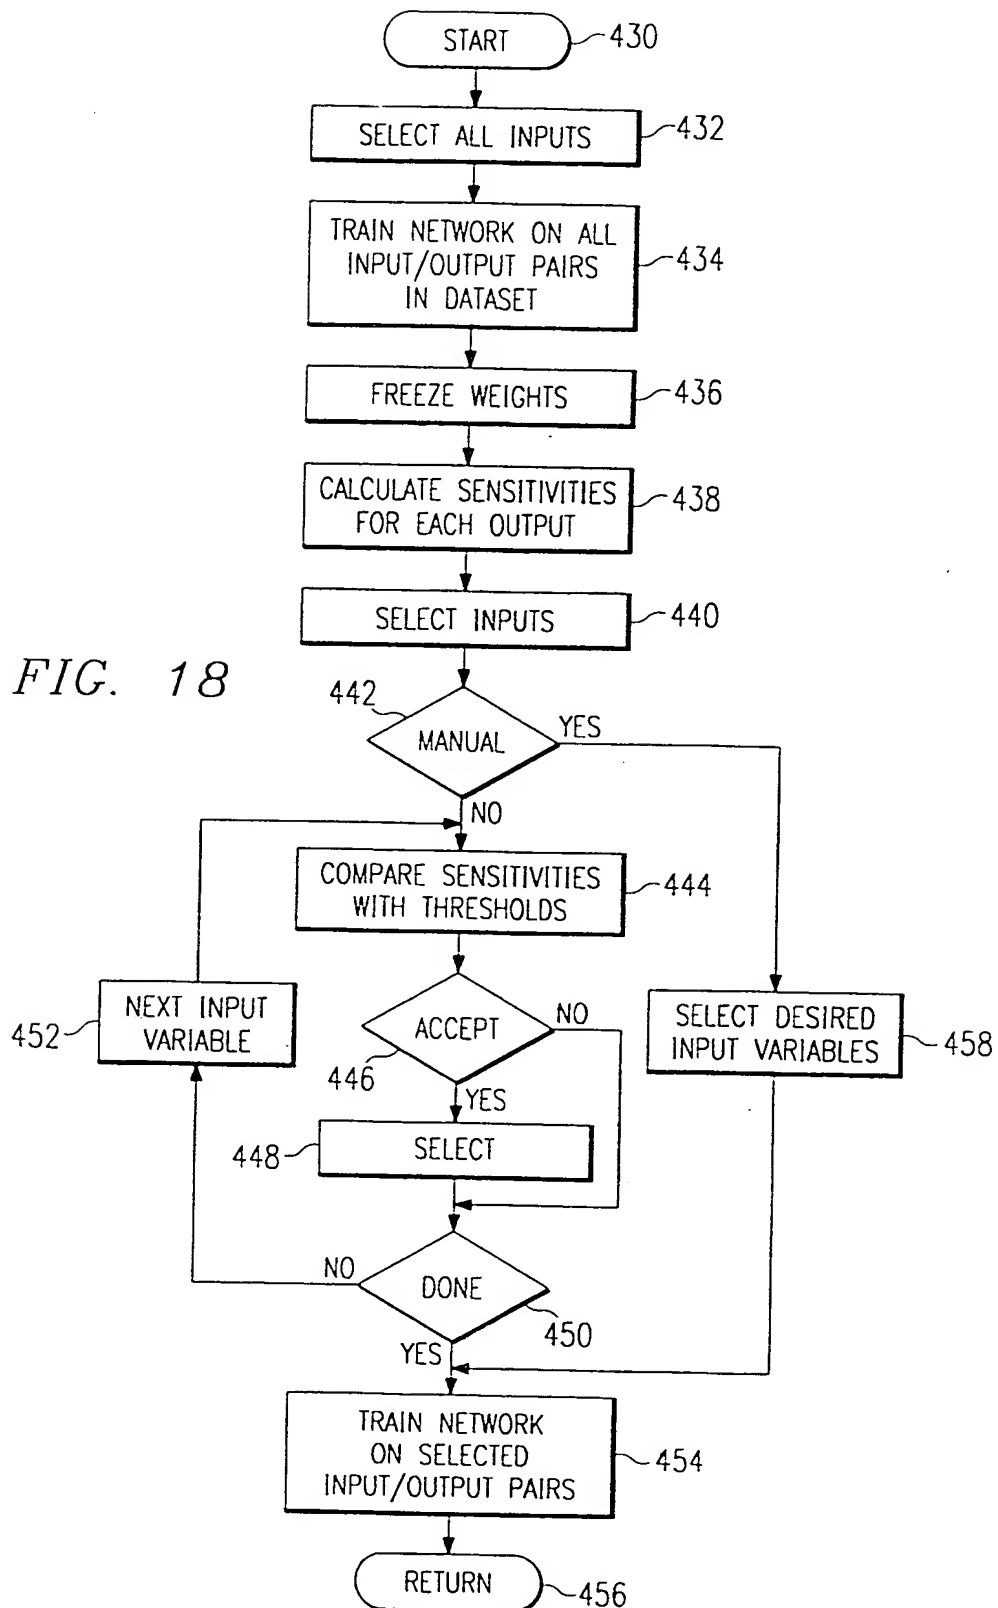 START
430
SELECT ALL INPUTS
432
TRAIN NETWORK ON ALL
INPUT/OUTPUT PAIRS
IN DATASET
434
FREEZE WEIGHTS
436
CALCULATE SENSITIVITIES
FOR EACH OUTPUT
438
SELECT INPUTS
440
FIG. 18
442
MANUAL
YES
NO
COMPARE SENSITIVITIES
WITH THRESHOLDS
444
NEXT INPUT
VARIABLE
452
ACCEPT
NO
446
YES
SELECT DESIRED
INPUT VARIABLES
458
SELECT
448
DONE
NO
450
YES
TRAIN NETWORK
ON SELECTED
INPUT/OUTPUT PAIRS
454
RETURN
456